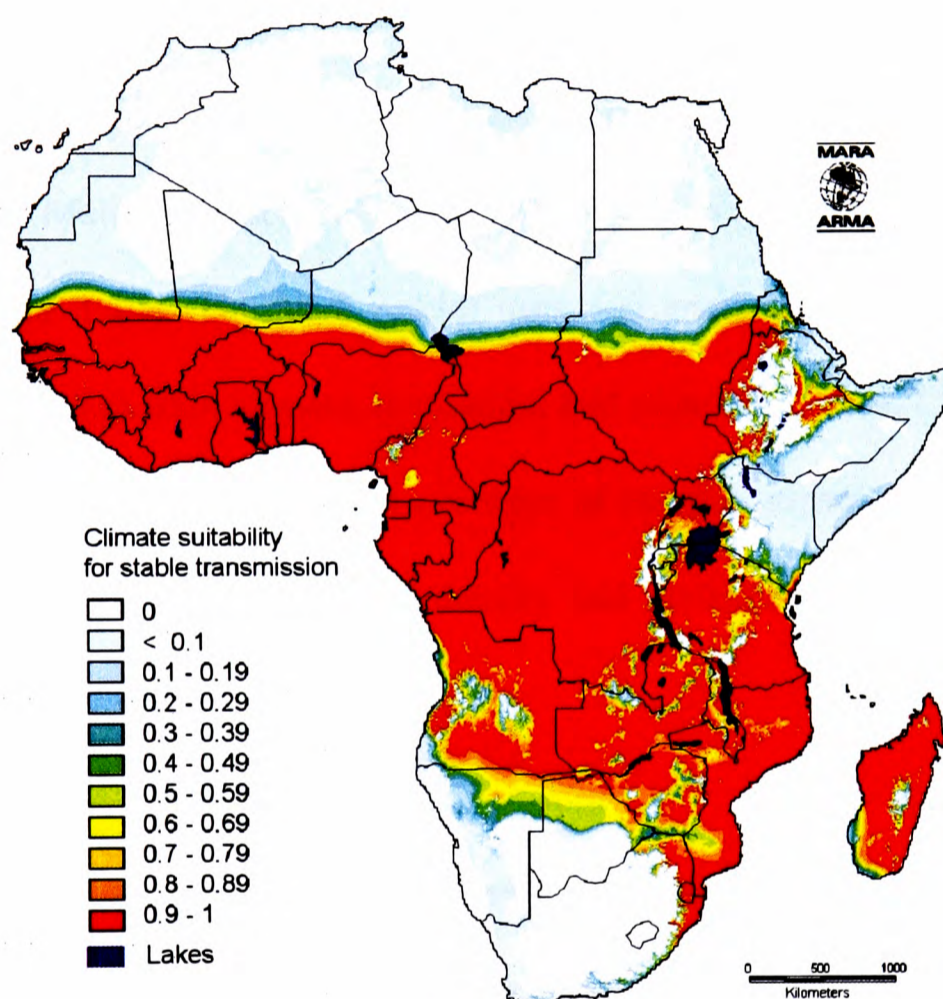 MARA
ARMA
Climate suitability
for stable transmission
0
< 0.1
0.1 - 0.19
0.2 - 0.29
0.3 - 0.39
0.4 - 0.49
0.5 - 0.59
0.6 - 0.69
0.7 - 0.79
0.8 - 0.89
0.9 - 1
Lakes
0 500 1000
Kilometers